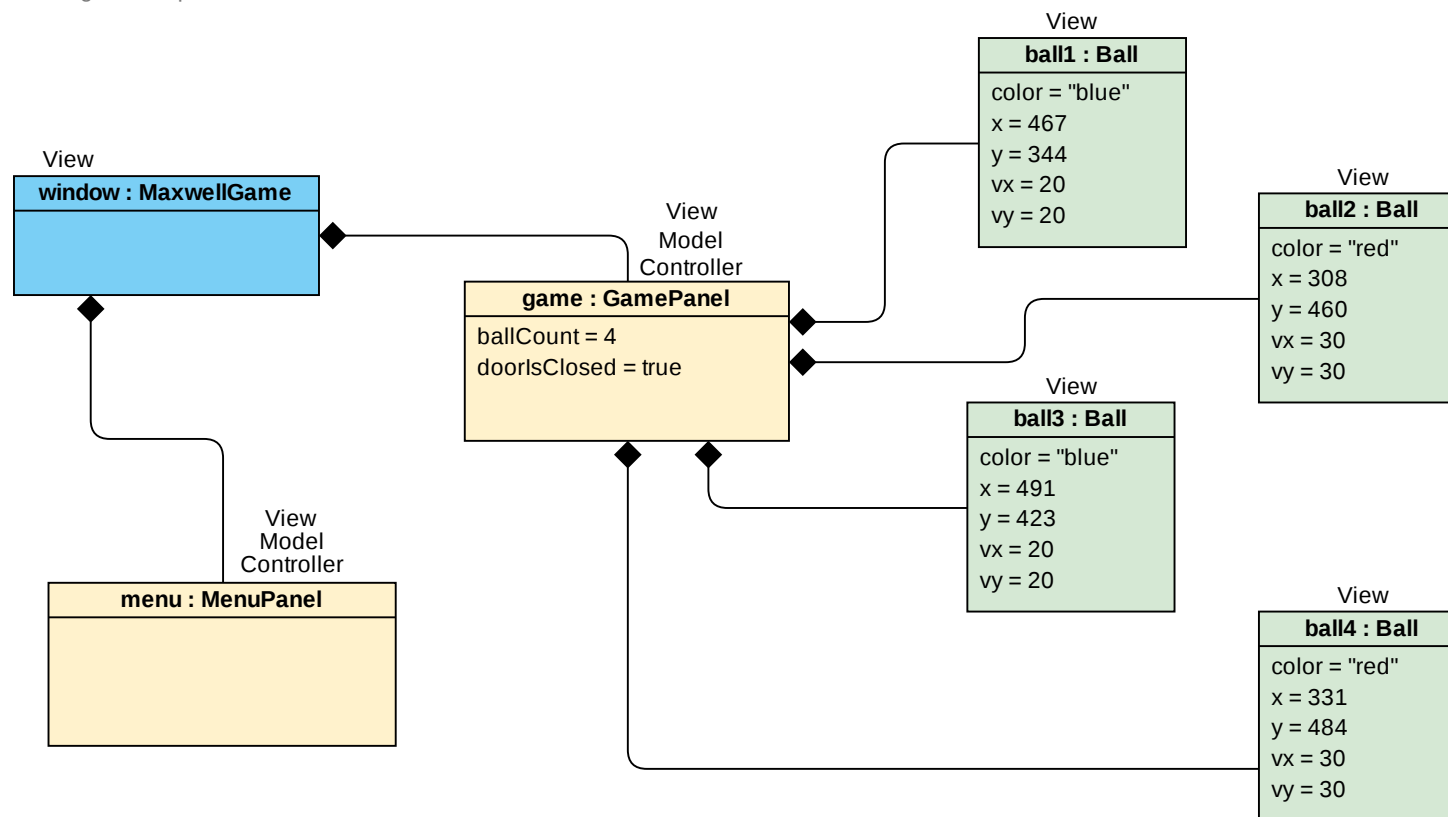 View
window : MaxwellGame
View
Model
Controller
game : GamePanel
ballCount = 4
doorIsClosed = true
View
Model
Controller
menu : MenuPanel
View
ball1 : Ball
color = "blue"
x = 467
y = 344
vx = 20
vy = 20
View
ball2 : Ball
color = "red"
x = 308
y = 460
vx = 30
vy = 30
View
ball3 : Ball
color = "blue"
x = 491
y = 423
vx = 20
vy = 20
View
ball4 : Ball
color = "red"
x = 331
y = 484
vx = 30
vy = 30